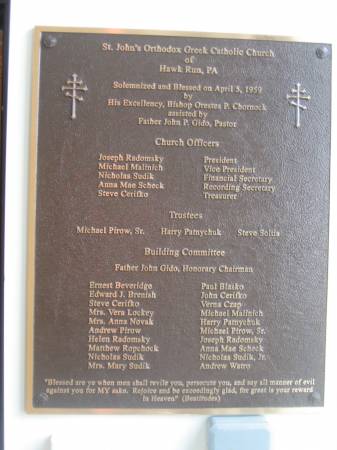 St. John's Orthodox Greek Catholic Church
of
Hawk Run, PA
Solemnized and Blessed on April 5, 1959
by
His Excellency, Bishop Orestes P. Chornock
assisted by
Father John P. Gido, Pastor
Church Officers
Joseph Radomsky President
Michael Malinich Vice President
Nicholas Sudik Financial Secretary
Anna Mae Scheck Recording Secretary
Steve Cerifko Treasurer
Trustees
Michael Pirow, Sr. Harry Patnychuk Steve Soltis
Building Committee
Father John Gido, Honorary Chairman
Ernest Beveridge Paul Blasko
Edward J. Brenish John Cerifko
Steve Cerifko Verna Czap
Mrs. Vera Lockey Michael Malinich
Mrs. Anna Novak Harry Patnychuk
Andrew Pirow Michael Pirow, Sr.
Helen Radomsky Joseph Radomsky
Matthew Ropchock Anna Mae Scheck
Nicholas Sudik Nicholas Sudik, Jr.
Mrs. Mary Sudik Andrew Watro
"Blessed are ye when men shall revile you, persecute you, and say all manner of evil
against you for MY sake. Rejoice and be exceedingly glad, for great is your reward
in Heaven" (Beatitudes)